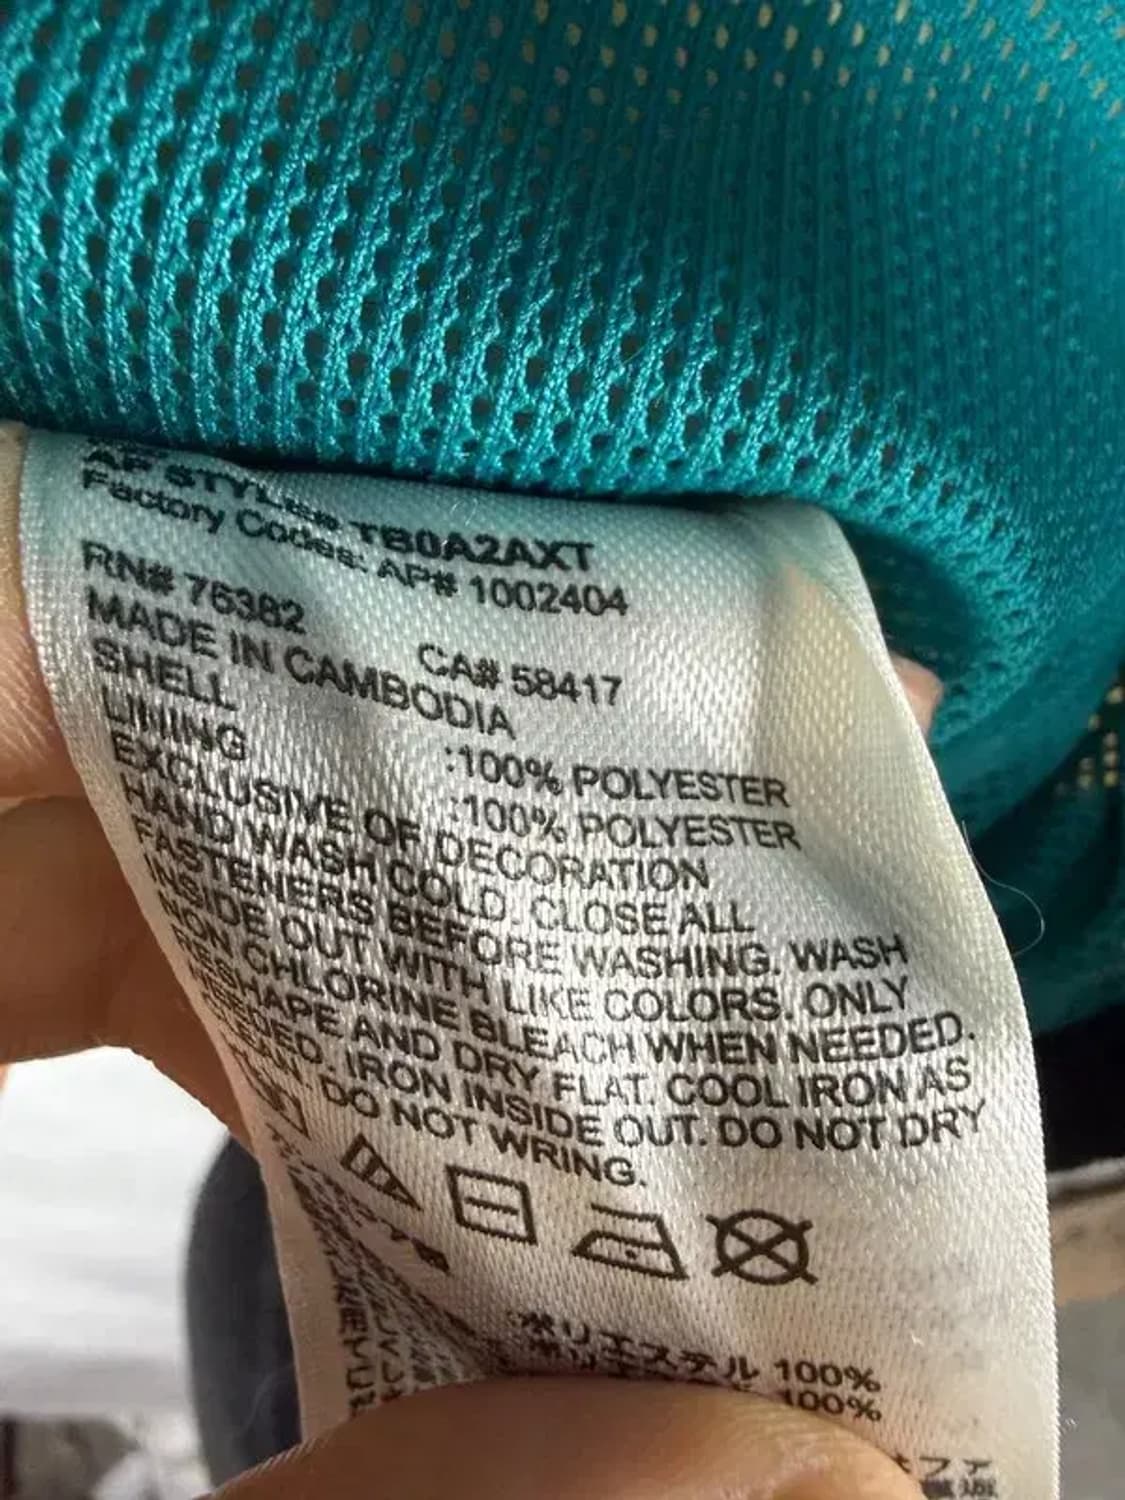 AP STYLE# TB0A2AXT
Factory Codes: AP# 1002404
RN# 76382 CA# 58417
MADE IN CAMBODIA
SHELL :100% POLYESTER
LINING :100% POLYESTER
EXCLUSIVE OF DECORATION
HAND WASH COLD. CLOSE ALL
FASTENERS BEFORE WASHING. WASH
INSIDE OUT WITH LIKE COLORS. ONLY
NON CHLORINE BLEACH WHEN NEEDED.
RESHAPE AND DRY FLAT. COOL IRON AS
NEEDED. IRON INSIDE OUT. DO NOT DRY
CLEAN. DO NOT WRING.
ポリエステル 100%
100%